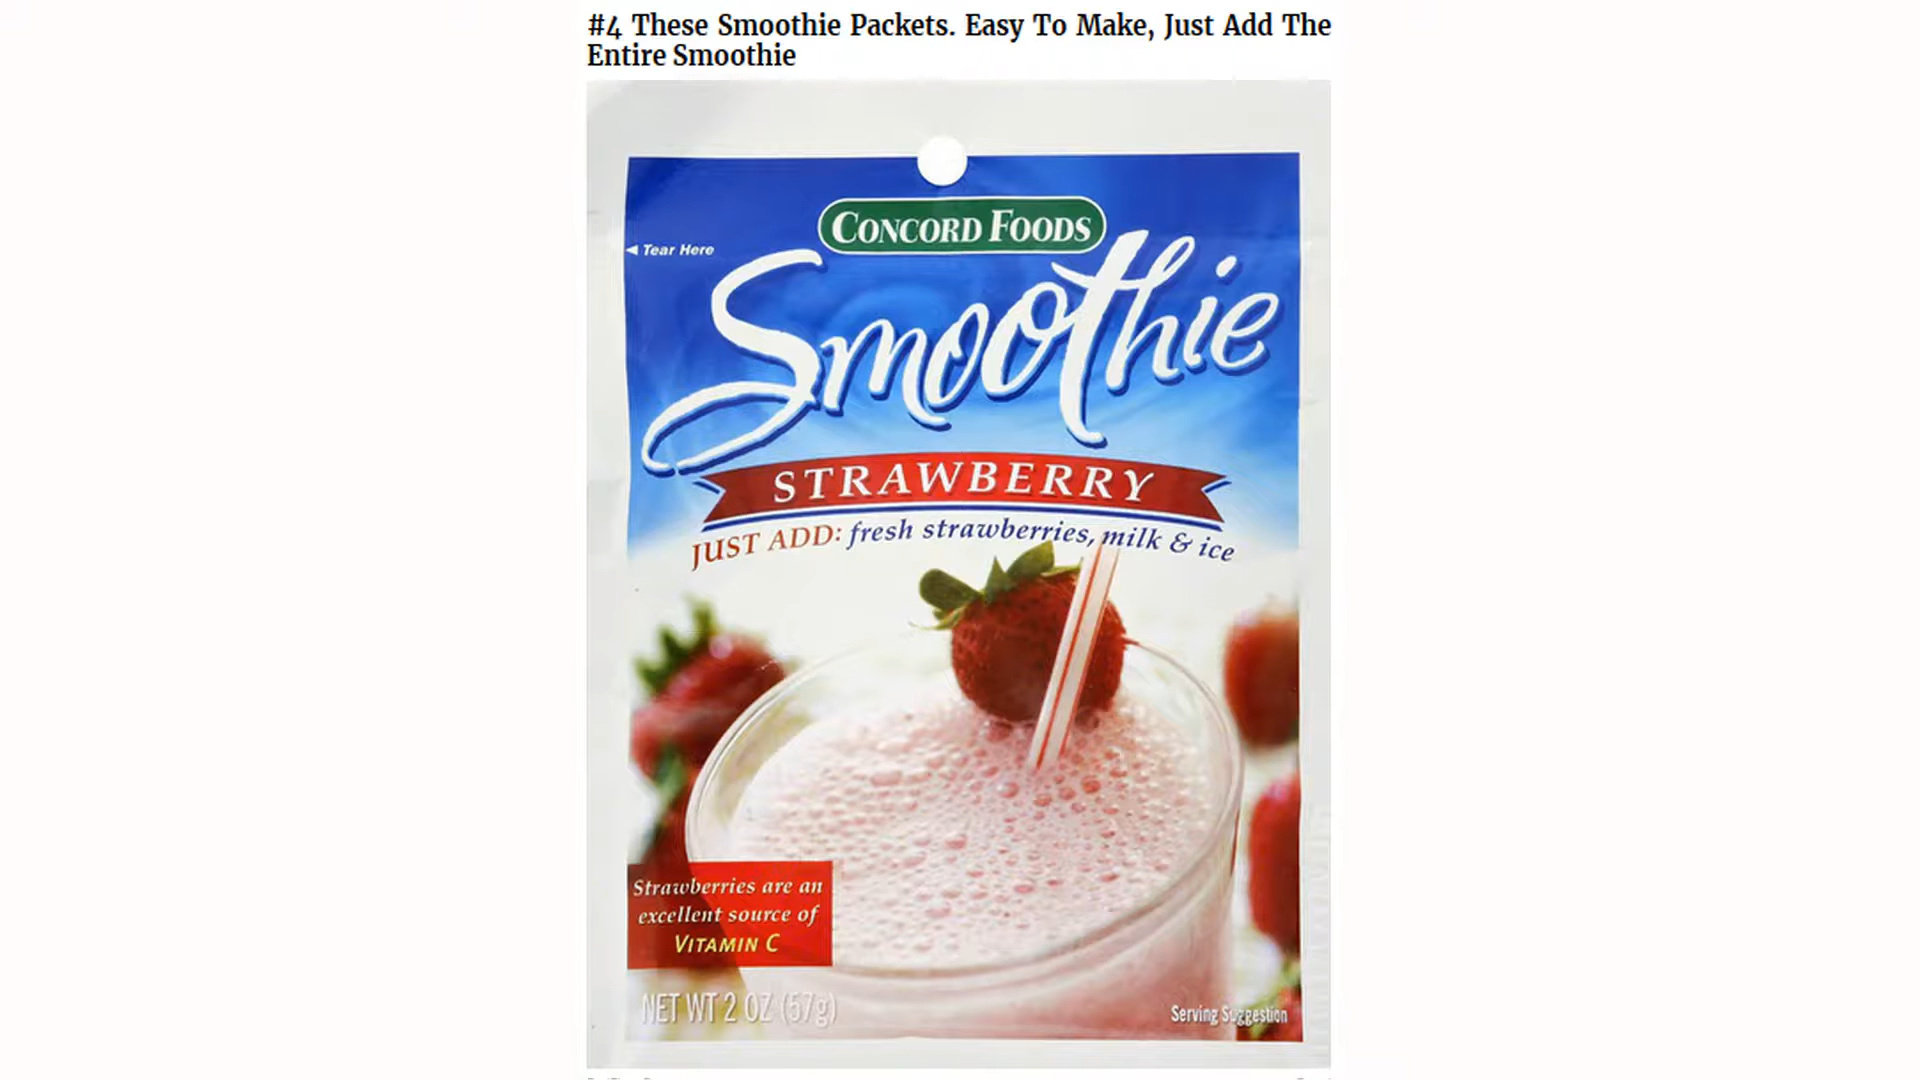 #4 These Smoothie Packets. Easy To Make, Just Add The
Entire Smoothie
CONCORD FOODS
Tear Here
Smoothie
STRAWBERRY
JUST ADD: fresh strawberries, milk & ice
Strawberries are an
excellent source of
VITAMIN C
NET WT 2 OZ (57g)
Serving Suggestion